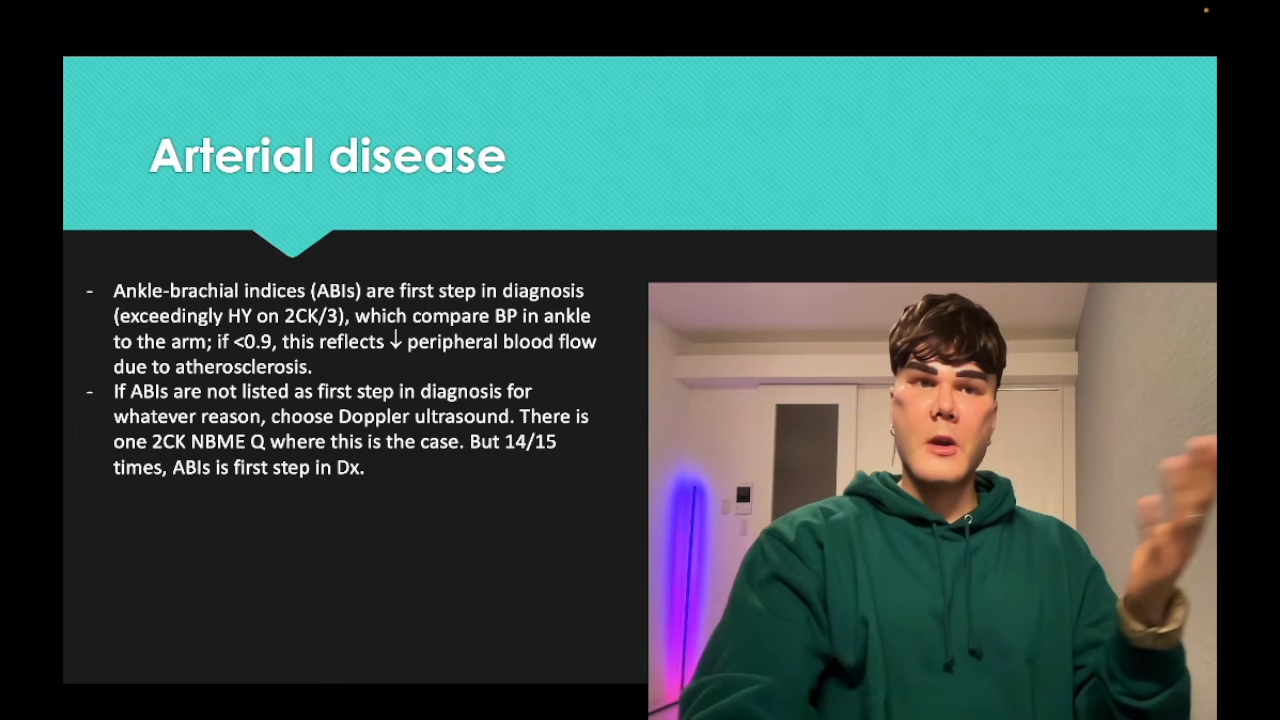 Arterial disease
- Ankle-brachial indices (ABIs) are first step in diagnosis
(exceedingly HY on 2CK/3), which compare BP in ankle
to the arm; if <0.9, this reflects ↓ peripheral blood flow
due to atherosclerosis.
- If ABIs are not listed as first step in diagnosis for
whatever reason, choose Doppler ultrasound. There is
one 2CK NBME Q where this is the case. But 14/15
times, ABIs is first step in Dx.